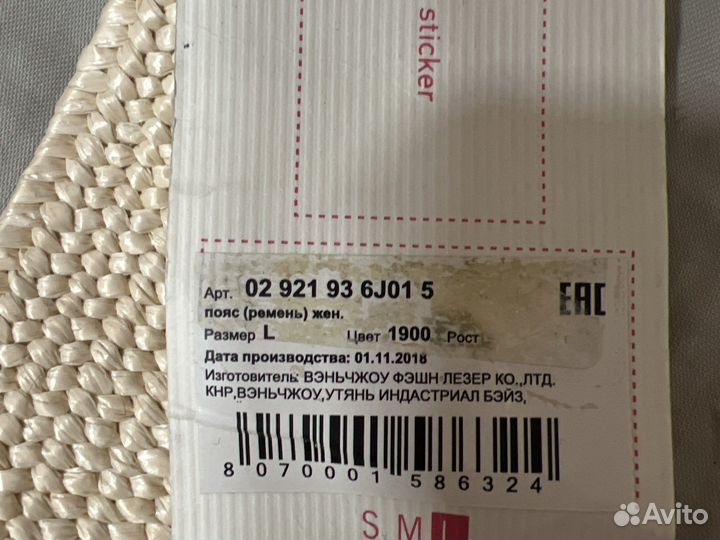 sticker
Арт. 02 921 93 6J01 5
EAC
пояс (ремень) жен.
Размер L Цвет 1900 Рост
Дата производства: 01.11.2018
Изготовитель: ВЭНЬЧЖОУ ФЭШН ЛЕЗЕР КО.,ЛТД.
КНР,ВЭНЬЧЖОУ,УТЯНЬ ИНДАСТРИАЛ БЭЙЗ,
8 070001 586324
S M L
Avito